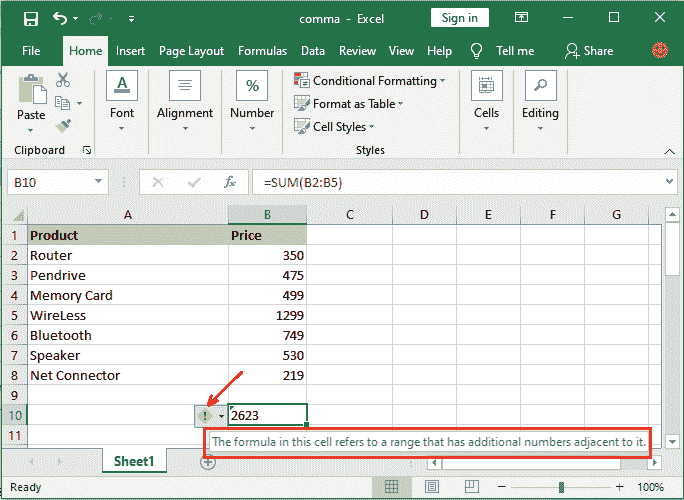 comma - Excel
Sign in
File Home Insert Page Layout Formulas Data Review View Help Tell me Share
Paste
Clipboard
A
Font
Alignment
%
Number
Conditional Formatting
Format as Table
Cell Styles
Styles
Cells
Editing
B10 fx =SUM(B2:B5)
A B C D E F G
1 Product Price
2 Router 350
3 Pendrive 475
4 Memory Card 499
5 WireLess 1299
6 Bluetooth 749
7 Speaker 530
8 Net Connector 219
9
10 ! 2623
11 The formula in this cell refers to a range that has additional numbers adjacent to it.
Sheet1
Ready 100%